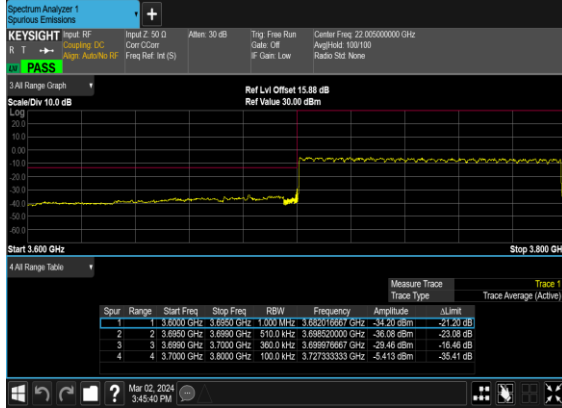 Spectrum Analyzer 1
Spurious Emissions
+
KEYSIGHT Input: RF Input Z: 50 Ω Atten: 30 dB Trig: Free Run Center Freq: 22.005000000 GHz
R T Coupling: DC Corr CCorr Gate: Off Avg|Hold: 100/100
Align: Auto/No RF Freq Ref: Int (S) IF Gain: Low Radio Std: None
PASS
3 All Range Graph
Ref Lvl Offset 15.88 dB
Scale/Div 10.0 dB Ref Value 30.00 dBm
Log
20.0
10.0
0.00
-10.0
-20.0
-30.0
-40.0
-50.0
-60.0
Start 3.600 GHz Stop 3.800 GH
4 All Range Table
Measure Trace Trace 1
Trace Type Trace Average (Active)
Spur Range Start Freq Stop Freq RBW Frequency Amplitude ΔLimit
1 1 3.6000 GHz 3.6950 GHz 1.000 MHz 3.682016667 GHz -34.20 dBm -21.20 dB
2 2 3.6950 GHz 3.6990 GHz 510.0 kHz 3.698520000 GHz -36.08 dBm -23.08 dB
3 3 3.6990 GHz 3.7000 GHz 360.0 kHz 3.699976667 GHz -29.46 dBm -16.46 dB
4 4 3.7000 GHz 3.8000 GHz 100.0 kHz 3.727333333 GHz -5.413 dBm -35.41 dB
? Mar 02, 2024
3:45:40 PM